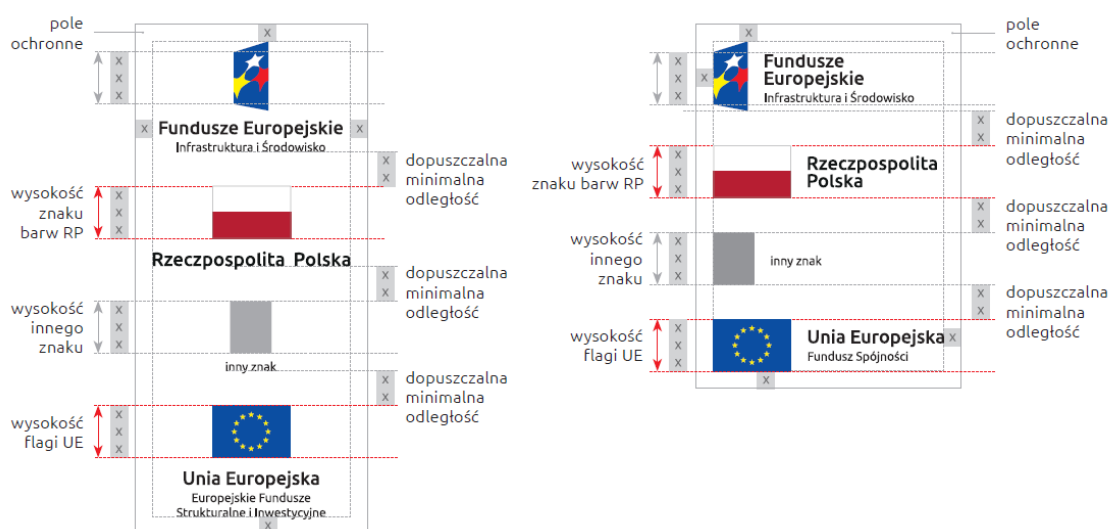 pole
ochronne
x
x
x
x
x
x
Fundusze Europejskie
Infrastruktura i Środowisko
x
x
x
dopuszczalna
minimalna
odległość
wysokość
znaku
barw RP
x
x
x
Rzeczpospolita Polska
x
x
dopuszczalna
minimalna
odległość
wysokość
innego
znaku
x
x
x
inny znak
x
x
dopuszczalna
minimalna
odległość
wysokość
flagi UE
x
x
x
Unia Europejska
Europejskie Fundusze
Strukturalne i Inwestycyjne
x
pole
ochronne
x
x
x
x
x
Fundusze
Europejskie
Infrastruktura i Środowisko
x
x
dopuszczalna
minimalna
odległość
wysokość
znaku barw RP
x
x
x
Rzeczpospolita
Polska
x
x
dopuszczalna
minimalna
odległość
wysokość
innego
znaku
x
x
x
inny znak
x
x
dopuszczalna
minimalna
odległość
wysokość
flagi UE
x
x
x
Unia Europejska
Fundusz Spójności
x
x